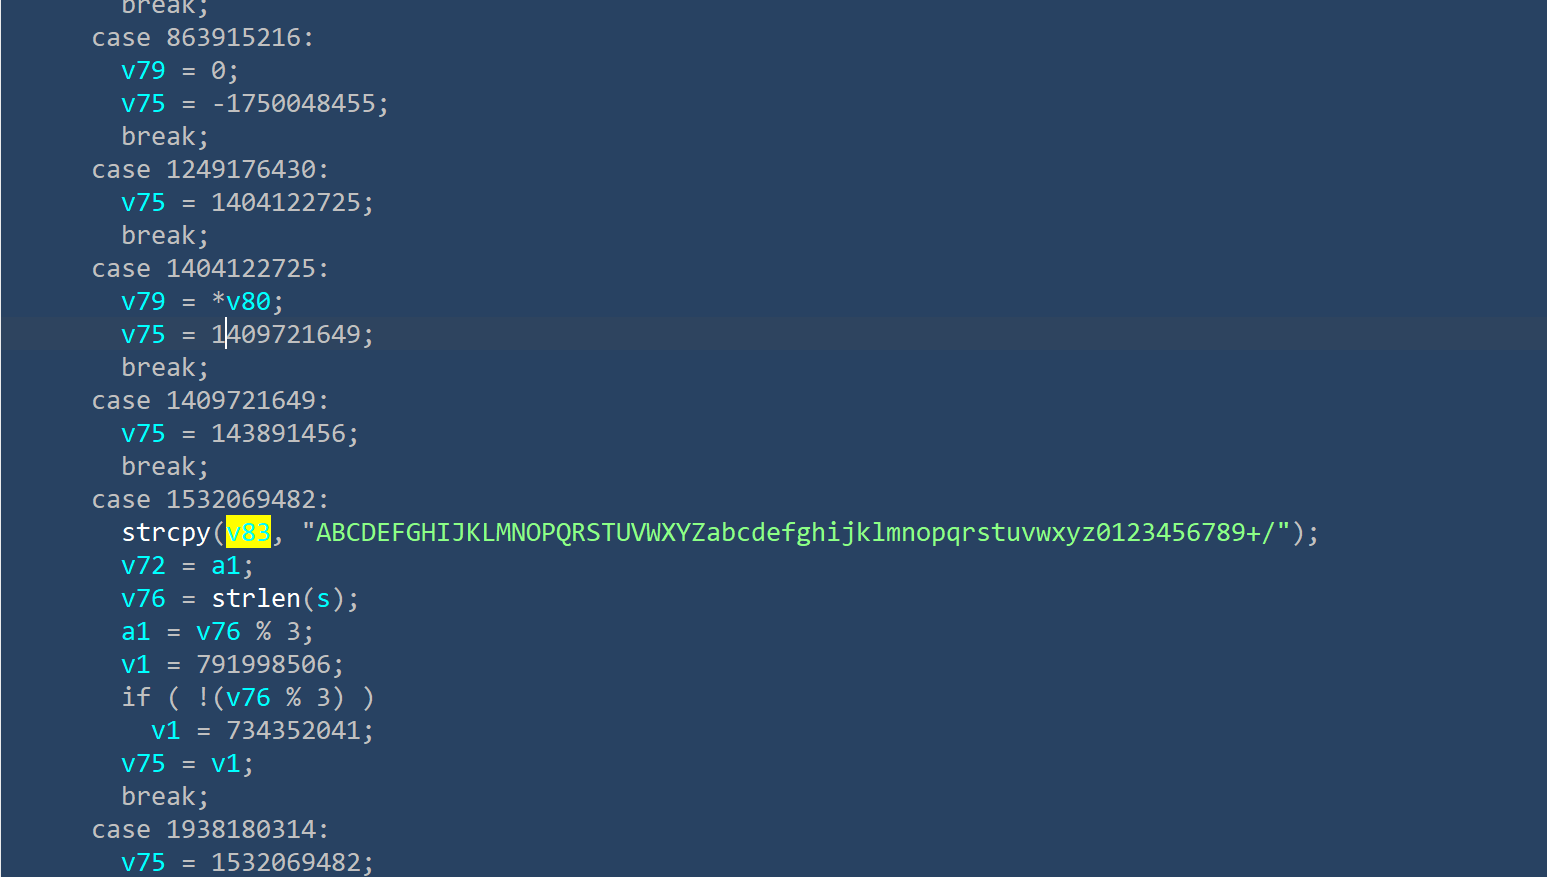 break;
case 863915216:
v79 = 0;
v75 = -1750048455;
break;
case 1249176430:
v75 = 1404122725;
break;
case 1404122725:
v79 = *v80;
v75 = 1409721649;
break;
case 1409721649:
v75 = 143891456;
break;
case 1532069482:
strcpy(v83, "ABCDEFGHIJKLMNOPQRSTUVWXYZabcdefghijklmnopqrstuvwxyz0123456789+/");
v72 = a1;
v76 = strlen(s);
a1 = v76 % 3;
v1 = 791998506;
if ( !(v76 % 3) )
v1 = 734352041;
v75 = v1;
break;
case 1938180314:
v75 = 1532069482;